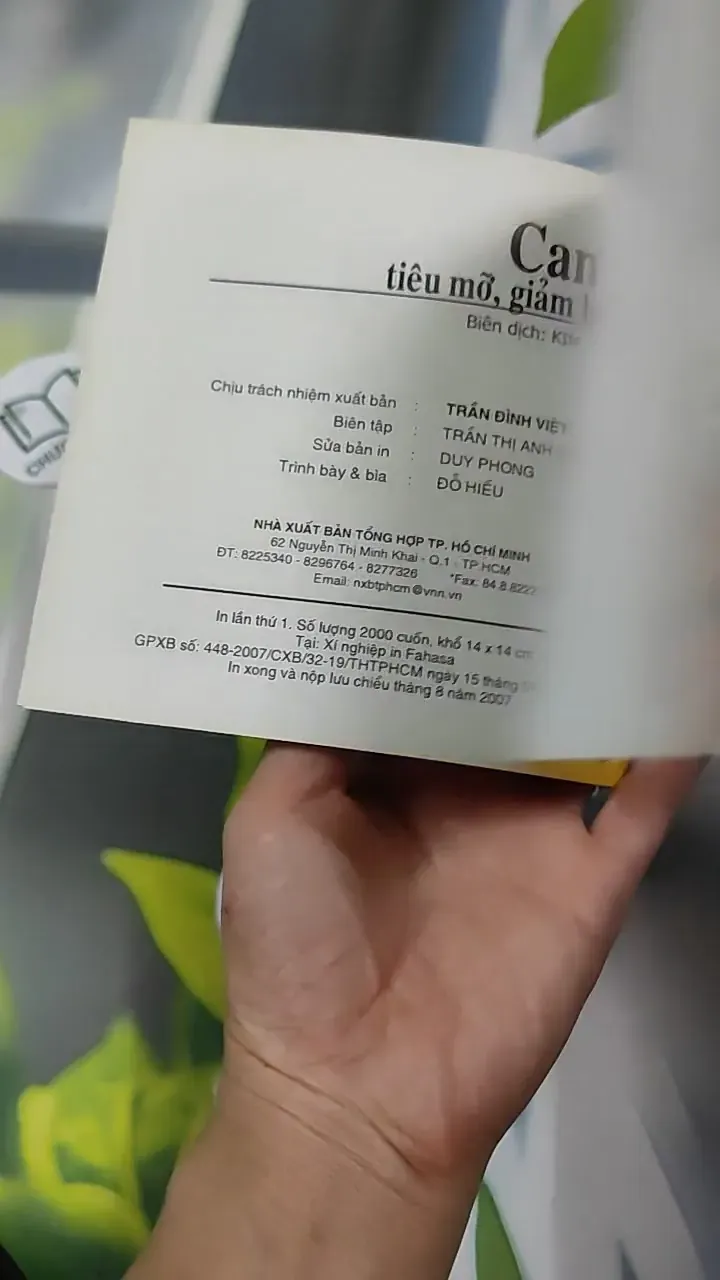 Can
tiêu mỡ, giảm
Biên dịch:
Chịu trách nhiệm xuất bản : TRẦN ĐÌNH VIỆT
Biên tập : TRẦN THỊ ANH
Sửa bản in : DUY PHONG
Trình bày & bìa : ĐỖ HIẾU
NHÀ XUẤT BẢN TỔNG HỢP TP. HỒ CHÍ MINH
62 Nguyễn Thị Minh Khai - Q.1 - TP.HCM
ĐT: 8225340 - 8296764 - 8277326 *Fax: 84.8.8222
Email: nxbtphcm@vnn.vn
In lần thứ 1. Số lượng 2000 cuốn, khổ 14 x 14 cm
Tại: Xí nghiệp in Fahasa
GPXB số: 448-2007/CXB/32-19/THTPHCM ngày 15 tháng
In xong và nộp lưu chiểu tháng 8 năm 2007